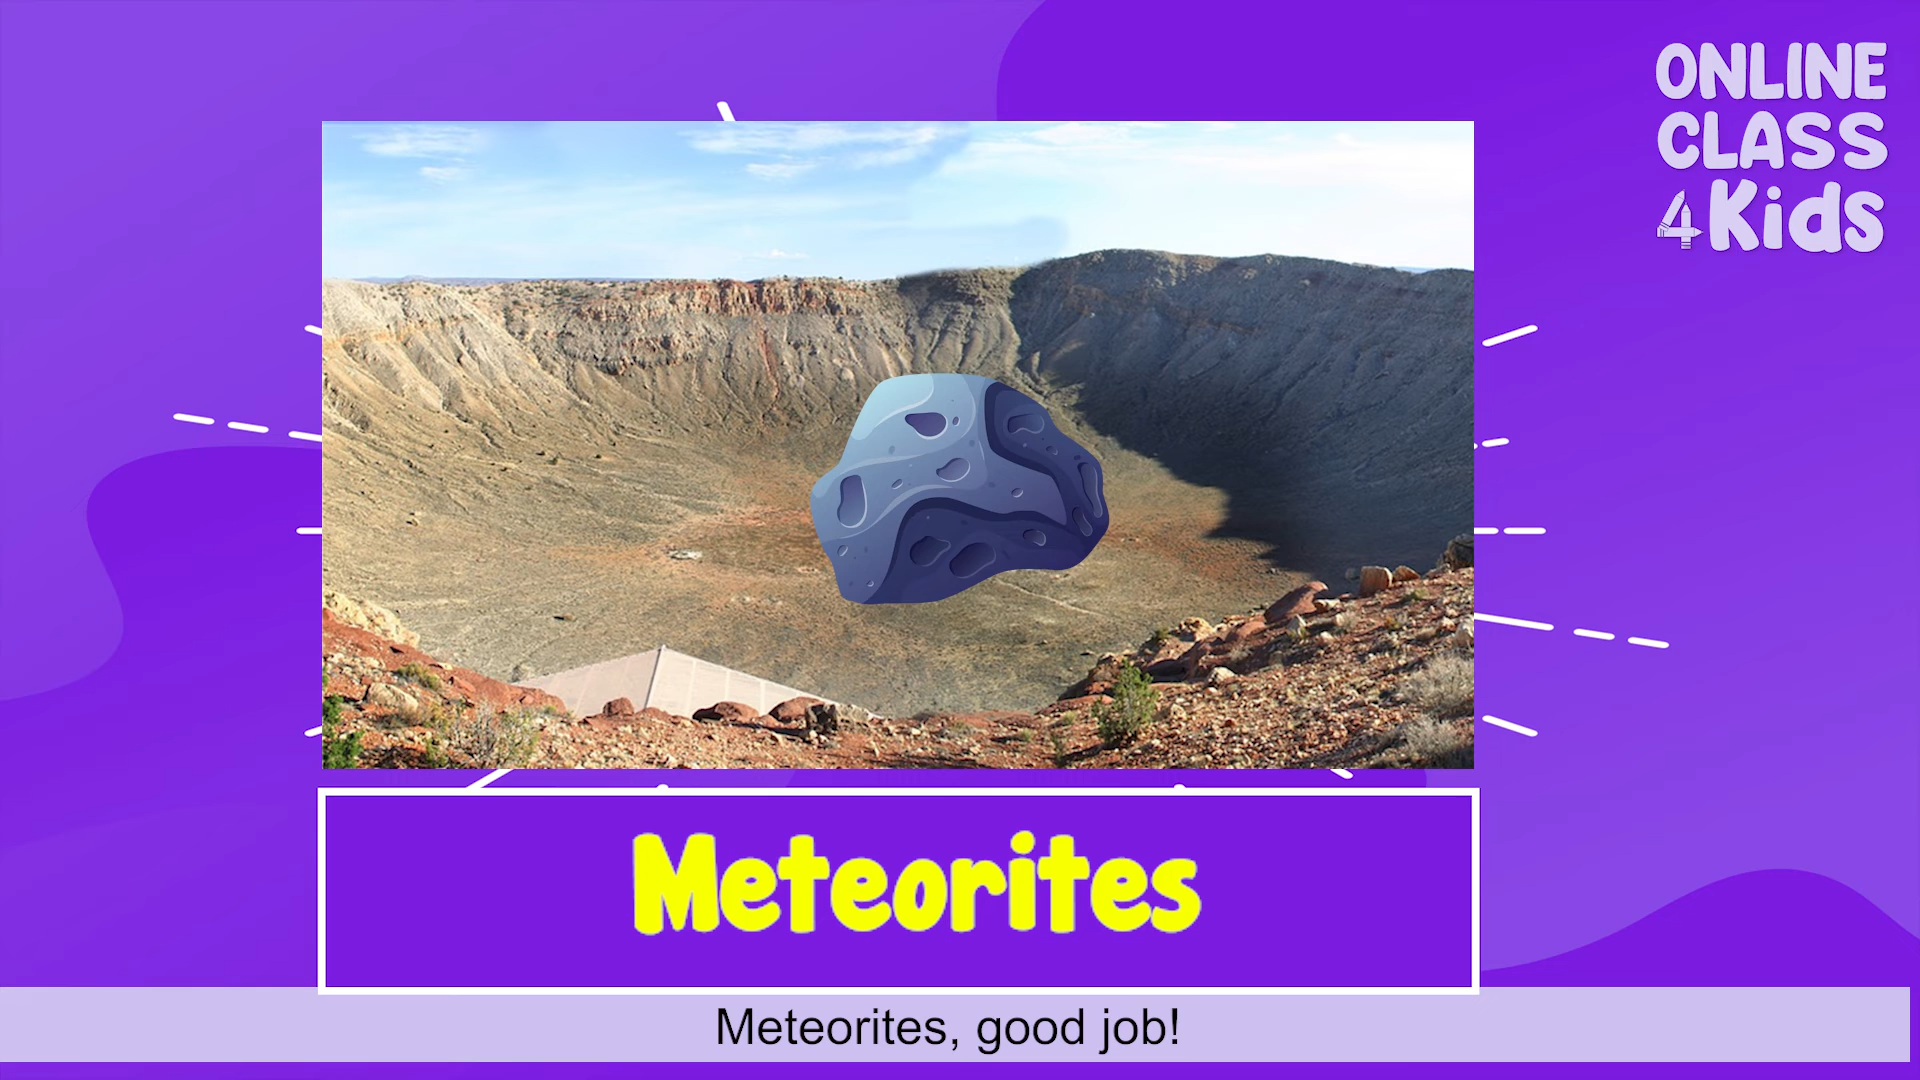 ONLINE
CLASS
4Kids
Meteorites
Meteorites, good job!